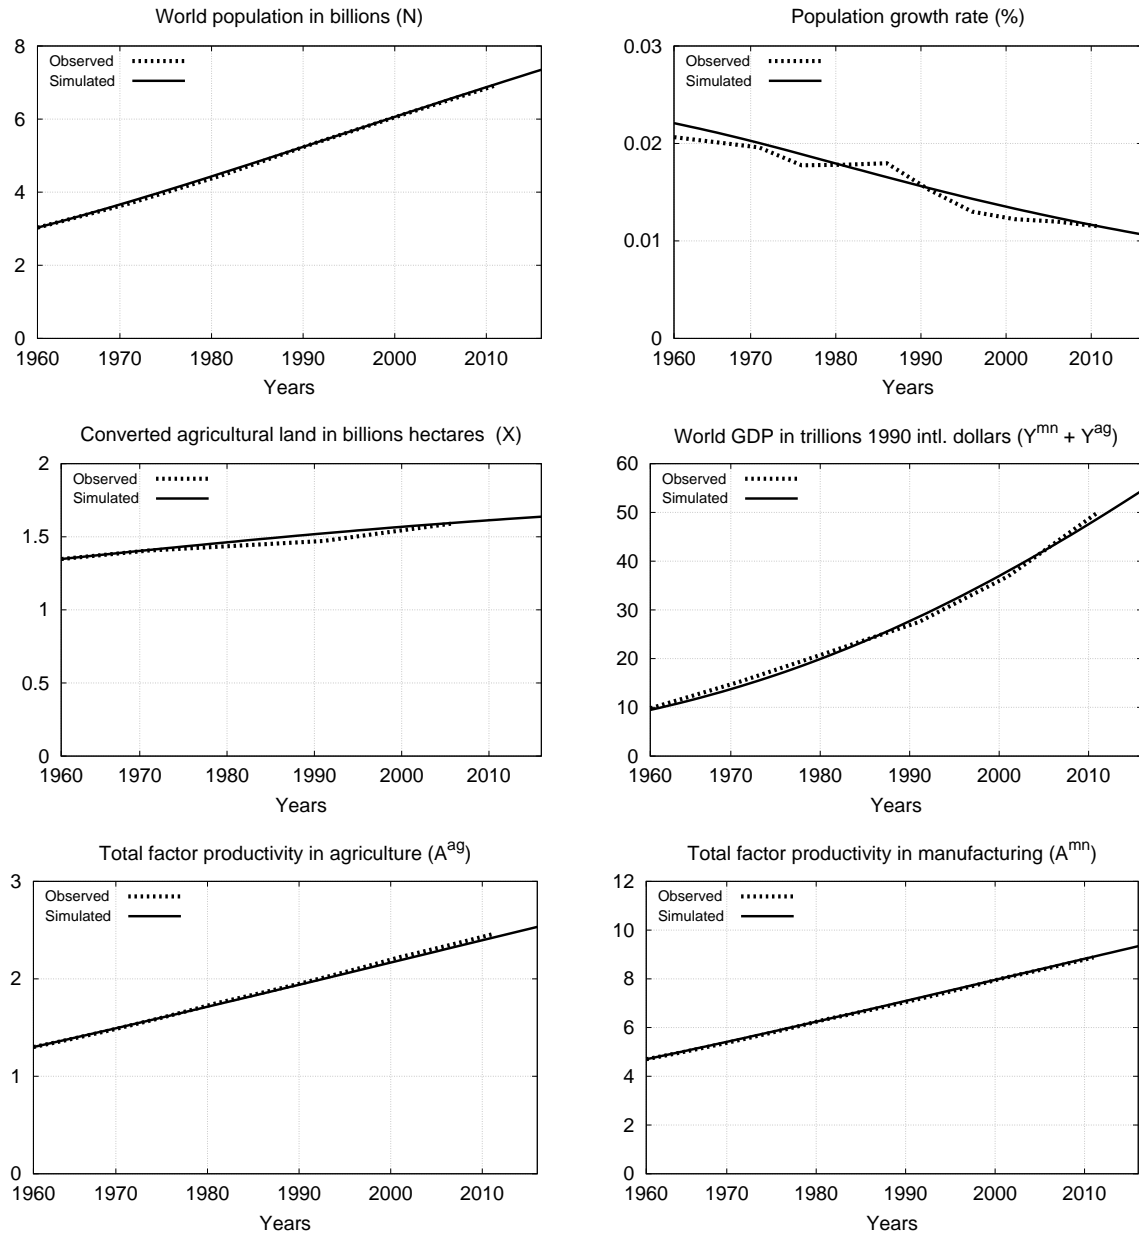 World population in billions (N)
Observed
Simulated
8
6
4
2
0
1960 1970 1980 1990 2000 2010
Years
Population growth rate (%)
Observed
Simulated
0.03
0.02
0.01
0
1960 1970 1980 1990 2000 2010
Years
Converted agricultural land in billions hectares (X)
Observed
Simulated
2
1.5
1
0.5
0
1960 1970 1980 1990 2000 2010
Years
World GDP in trillions 1990 intl. dollars (Y^mn + Y^ag)
Observed
Simulated
60
50
40
30
20
10
0
1960 1970 1980 1990 2000 2010
Years
Total factor productivity in agriculture (A^ag)
Observed
Simulated
3
2
1
0
1960 1970 1980 1990 2000 2010
Years
Total factor productivity in manufacturing (A^mn)
Observed
Simulated
12
10
8
6
4
2
0
1960 1970 1980 1990 2000 2010
Years